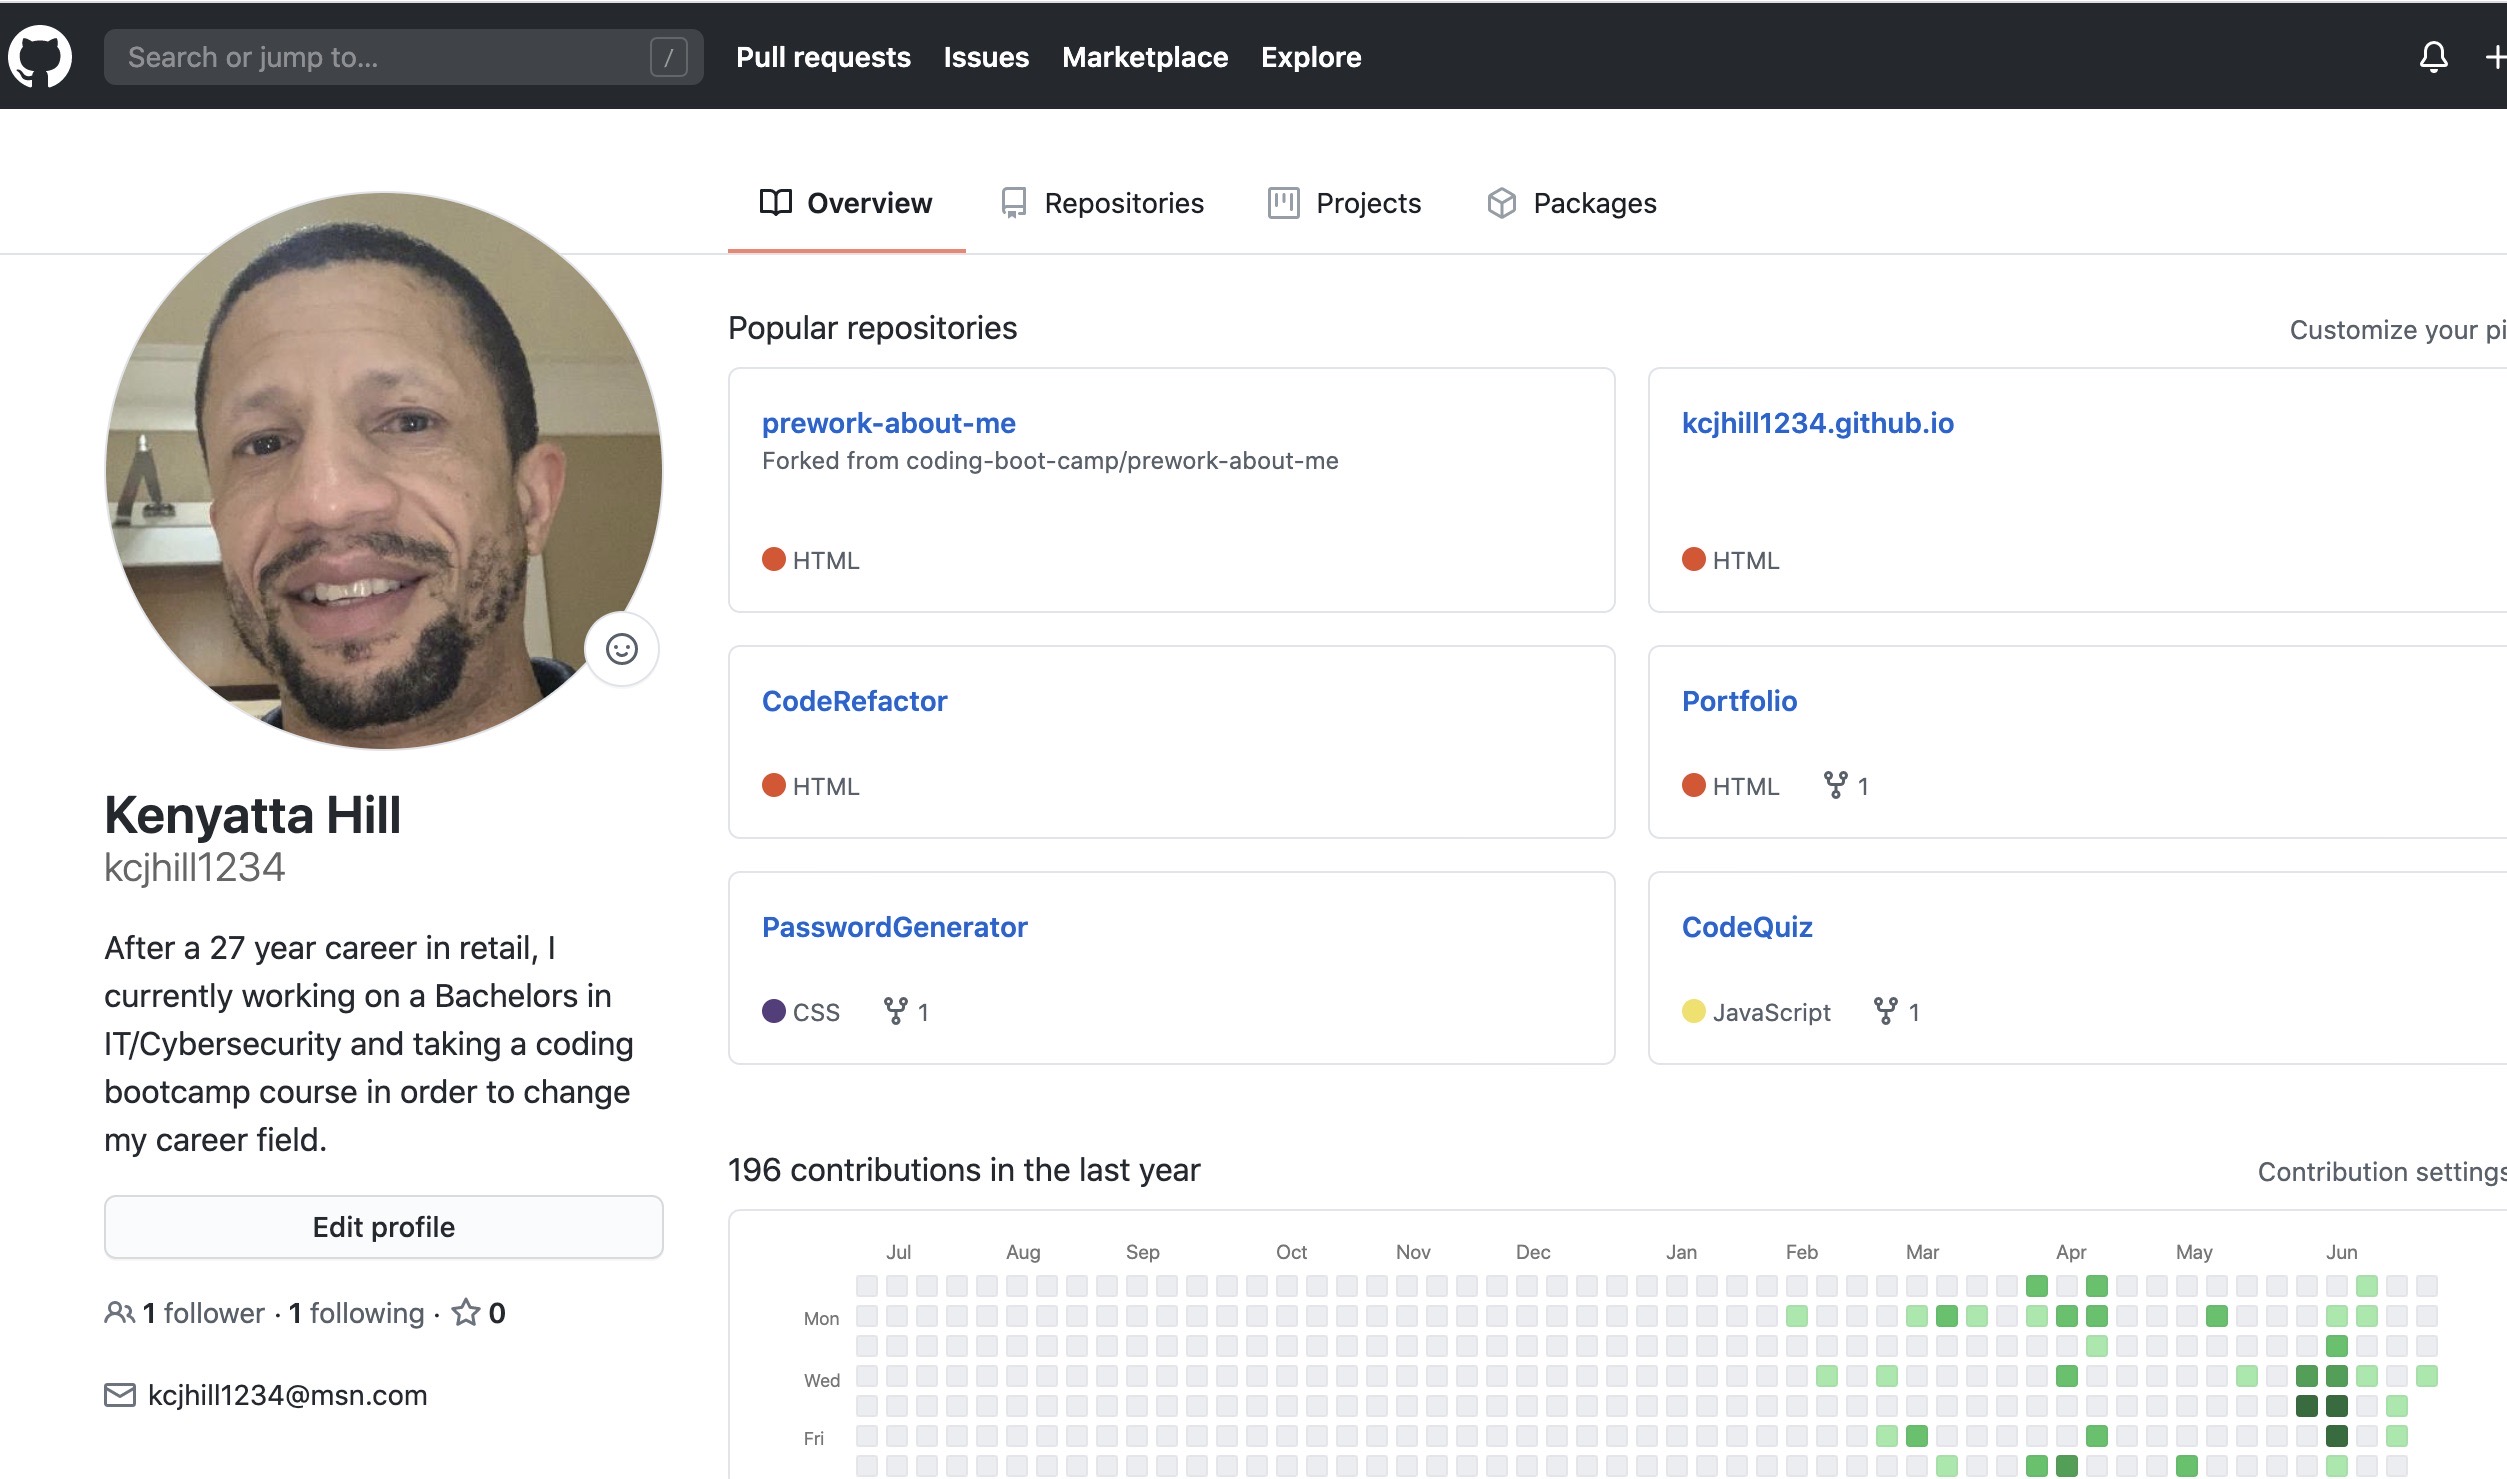 Search or jump to...
/
Pull requests
Issues
Marketplace
Explore
Overview
Repositories
Projects
Packages
Kenyatta Hill
kcjhill1234
After a 27 year career in retail, I
currently working on a Bachelors in
IT/Cybersecurity and taking a coding
bootcamp course in order to change
my career field.
Edit profile
1 follower · 1 following · 0
kcjhill1234@msn.com
Popular repositories
Customize your pi
prework-about-me
Forked from coding-boot-camp/prework-about-me
HTML
kcjhill1234.github.io
HTML
CodeRefactor
HTML
Portfolio
HTML 1
PasswordGenerator
CSS 1
CodeQuiz
JavaScript 1
196 contributions in the last year
Contribution settings
Jul Aug Sep Oct Nov Dec Jan Feb Mar Apr May Jun
Mon
Wed
Fri